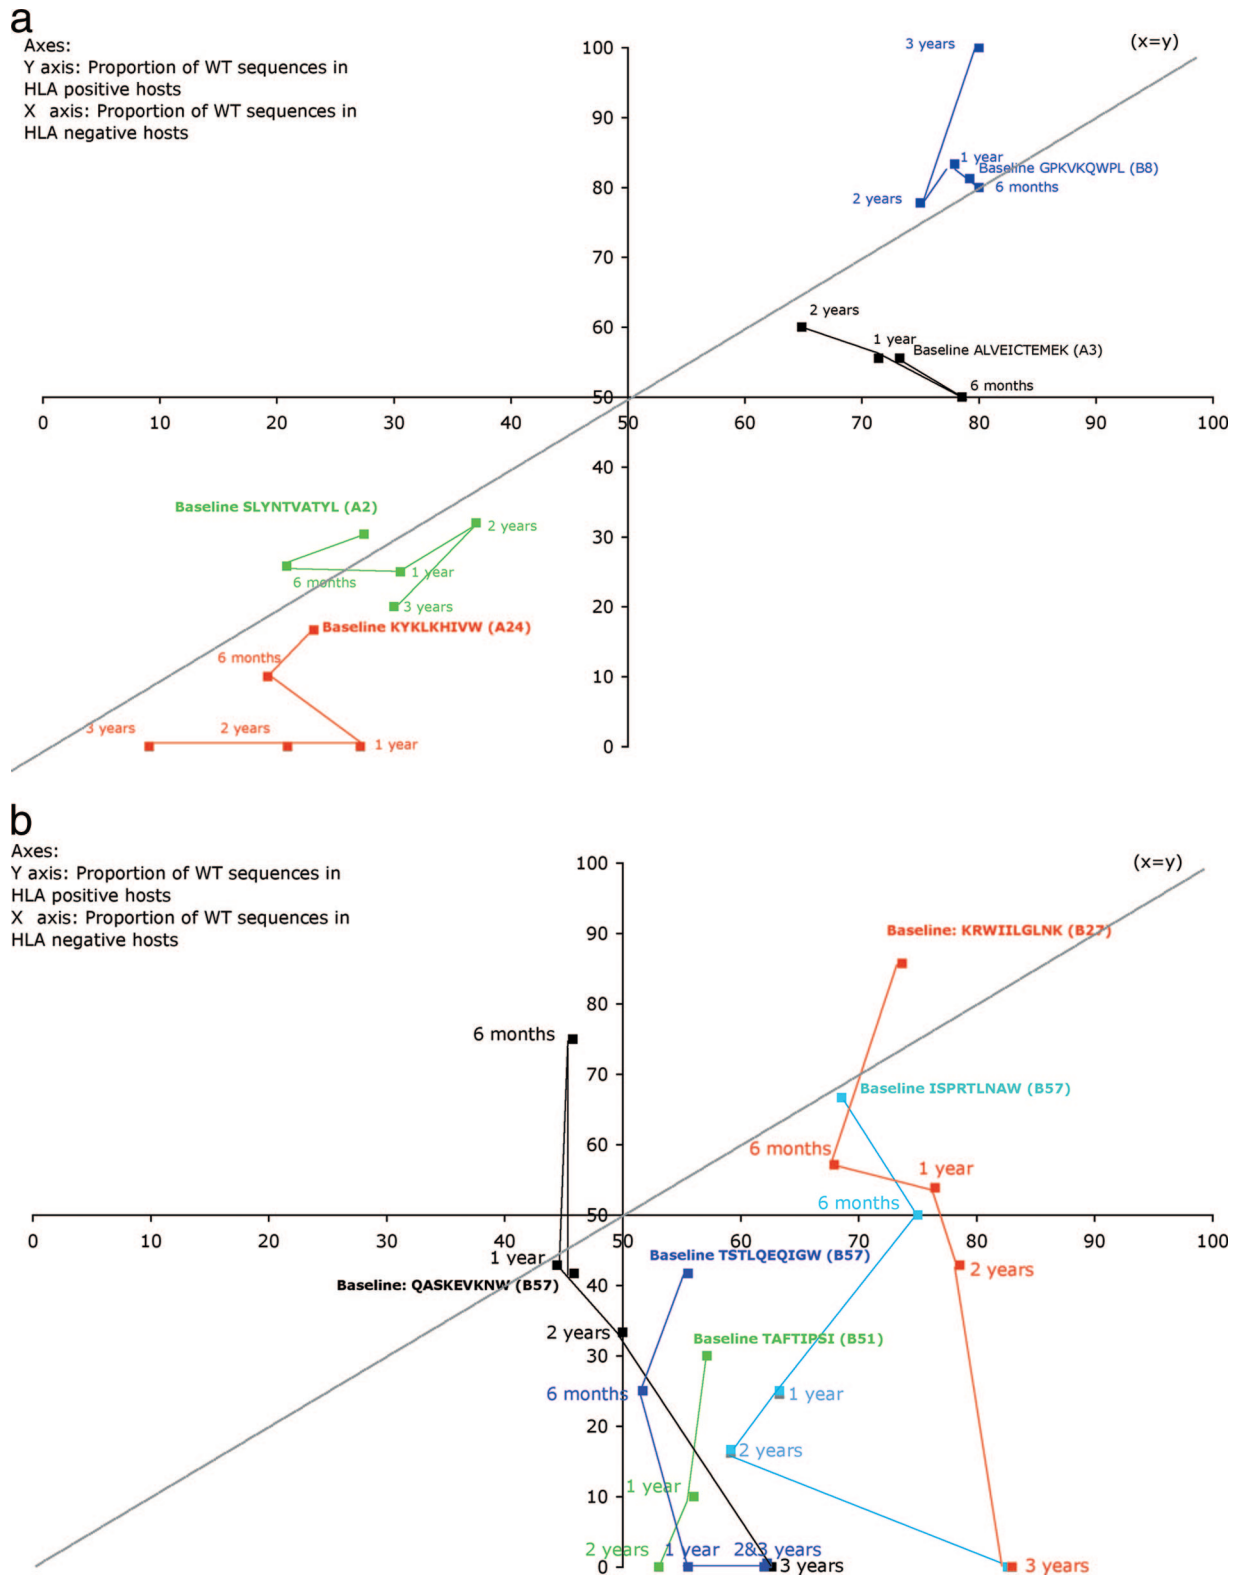 a
Axes:
Y axis: Proportion of WT sequences in
HLA positive hosts
X axis: Proportion of WT sequences in
HLA negative hosts
(x=y)
100
3 years
90
1 year
Baseline GPKVKQWPL (B8)
80
6 months
2 years
70
60
2 years
1 year
Baseline ALVEICTEMEK (A3)
6 months
50
0 10 20 30 40 50 60 70 80 90 100
40
Baseline SLYNTVATYL (A2)
30
2 years
6 months
1 year
20
3 years
Baseline KYKLKHIVW (A24)
6 months
10
3 years
2 years
1 year
0
b
Axes:
Y axis: Proportion of WT sequences in
HLA positive hosts
X axis: Proportion of WT sequences in
HLA negative hosts
(x=y)
100
90
Baseline: KRWIILGLNK (B27)
80
6 months
70
Baseline ISPRTLNAW (B57)
60
6 months
1 year
6 months
50
0 10 20 30 40 50 60 70 80 90 100
1 year
Baseline TSTLQEQIGW (B57)
2 years
Baseline: QASKEVKNW (B57)
40
2 years
Baseline TAFTIPSI (B51)
30
6 months
1 year
20
2 years
1 year
10
2 years
1 year
2&3 years
0
3 years
3 years